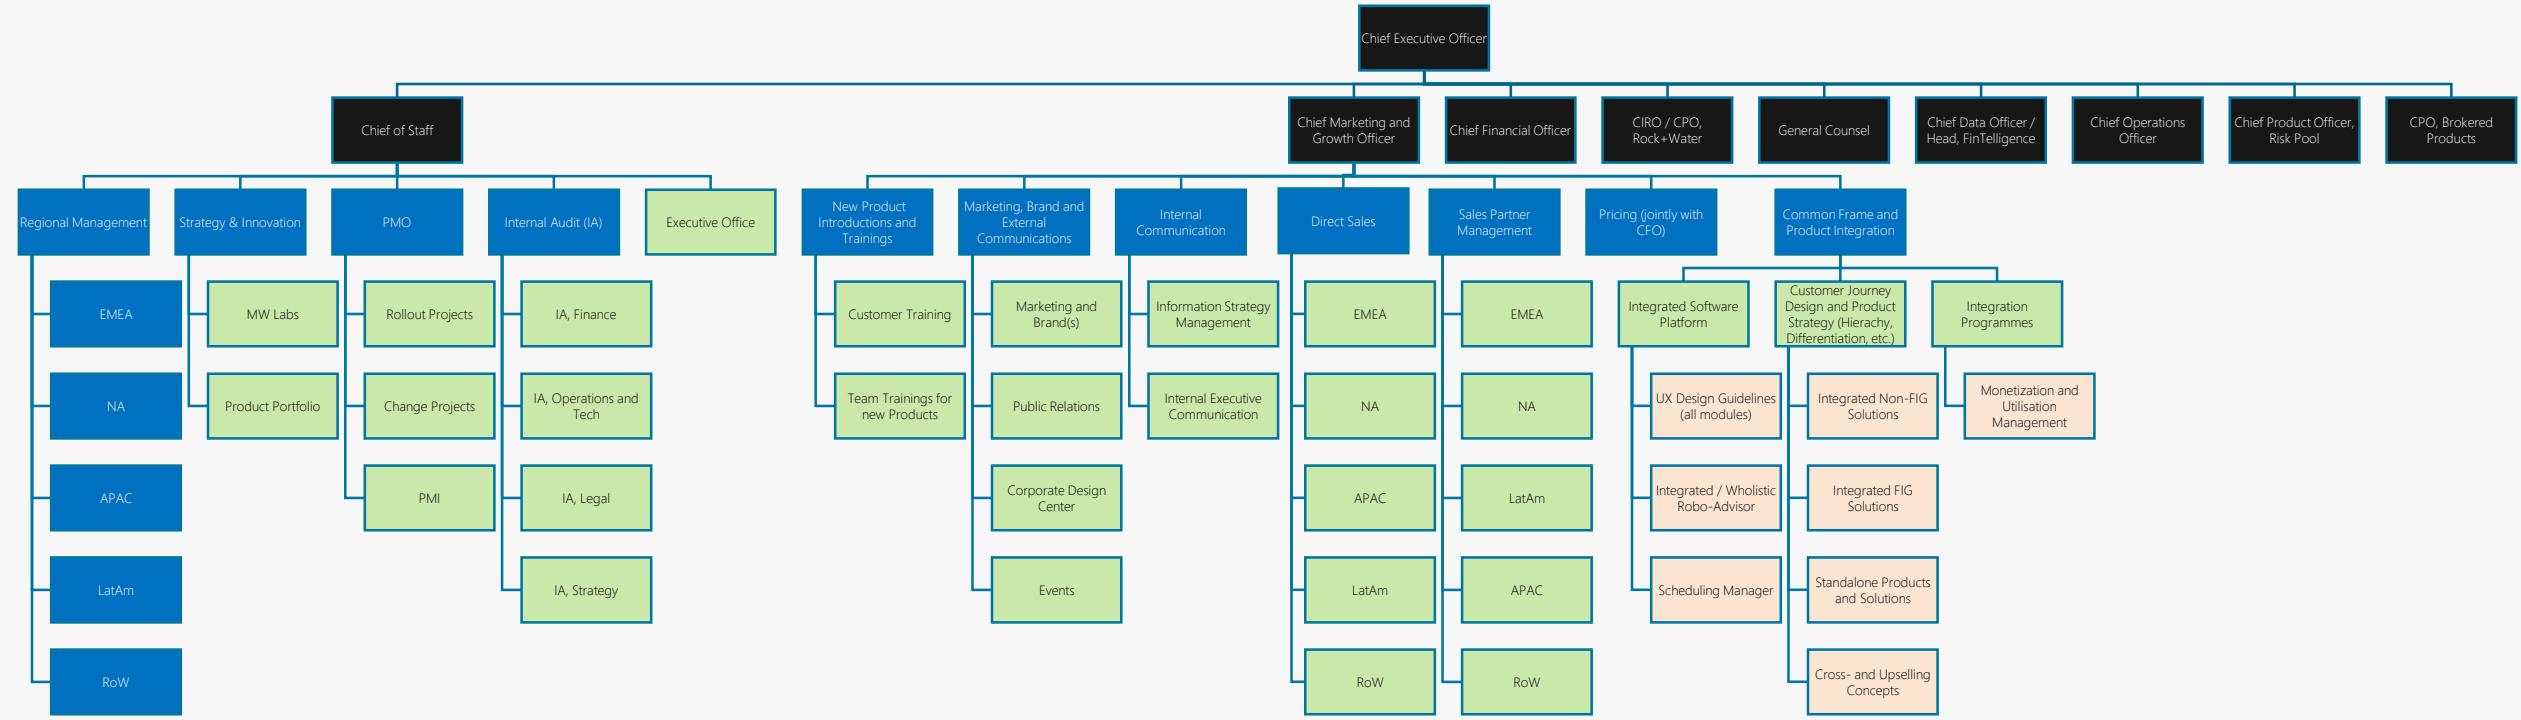 Chief Executive Officer
Chief of Staff
Chief Marketing and
Growth Officer
Chief Financial Officer
CIRO / CPO,
Rock+Water
General Counsel
Chief Data Officer /
Head, FinTelligence
Chief Operations
Officer
Chief Product Officer,
Risk Pool
CPO, Brokered
Products
Regional Management
Strategy & Innovation
PMO
Internal Audit (IA)
Executive Office
New Product
Introductions and
Trainings
Marketing, Brand and
External
Communications
Internal
Communication
Direct Sales
Sales Partner
Management
Pricing (jointly with
CFO)
Common Frame and
Product Integration
EMEA
MW Labs
Rollout Projects
IA, Finance
Customer Training
Marketing and
Brand(s)
Information Strategy
Management
EMEA
EMEA
Integrated Software
Platform
Customer Journey
Design and Product
Strategy (Hierachy,
Differentiation, etc.)
Integration
Programmes
NA
Product Portfolio
Change Projects
IA, Operations and
Tech
Team Trainings for
new Products
Public Relations
Internal Executive
Communication
NA
NA
UX Design Guidelines
(all modules)
Integrated Non-FIG
Solutions
Monetization and
Utilisation
Management
APAC
PMI
IA, Legal
Corporate Design
Center
APAC
LatAm
Integrated / Wholistic
Robo-Advisor
Integrated FIG
Solutions
LatAm
IA, Strategy
Events
LatAm
APAC
Scheduling Manager
Standalone Products
and Solutions
RoW
RoW
RoW
Cross- and Upselling
Concepts